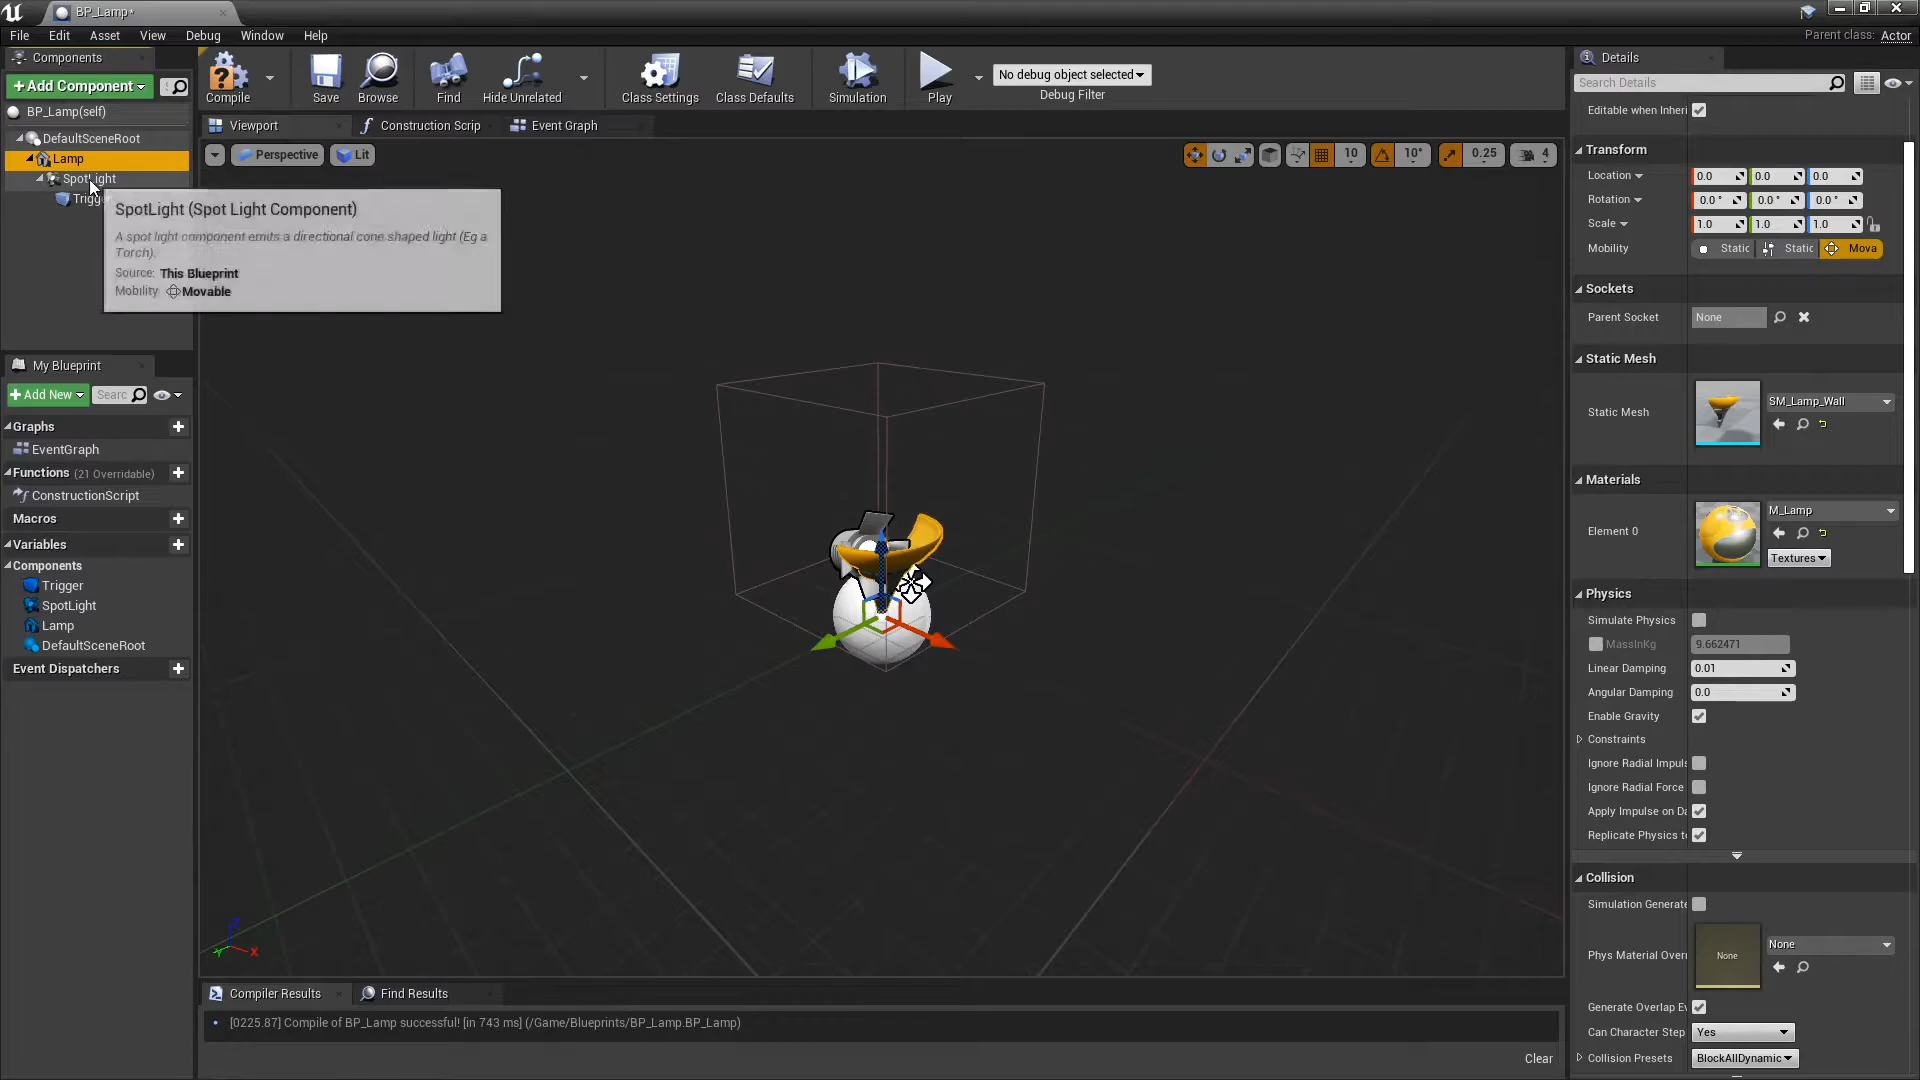 BP_Lamp*
File Edit Asset View Debug Window Help
Parent class: Actor
Components
+Add Component
BP_Lamp(self)
DefaultSceneRoot
Lamp
SpotLight
Trigg
SpotLight (Spot Light Component)
A spot light component emits a directional cone shaped light (Eg a
Torch).
Source: This Blueprint
Mobility Movable
My Blueprint
+Add New Searc
Graphs
EventGraph
Functions (21 Overridable)
ConstructionScript
Macros
Variables
Components
Trigger
SpotLight
Lamp
DefaultSceneRoot
Event Dispatchers
Compile Save Browse Find Hide Unrelated Class Settings Class Defaults Simulation Play
No debug object selected
Debug Filter
Viewport Construction Scrip Event Graph
Perspective Lit
10 10° 0.25 4
Z
X
Y
Compiler Results Find Results
[0225.87] Compile of BP_Lamp successful! [in 743 ms] (/Game/Blueprints/BP_Lamp.BP_Lamp)
Clear
Details
Search Details
Editable when Inheri
Transform
Location 0.0 0.0 0.0
Rotation 0.0 ° 0.0 ° 0.0 °
Scale 1.0 1.0 1.0
Mobility Static Static Mova
Sockets
Parent Socket None
Static Mesh
Static Mesh SM_Lamp_Wall
Materials
Element 0 M_Lamp
Textures
Physics
Simulate Physics
MassInKg 9.662471
Linear Damping 0.01
Angular Damping 0.0
Enable Gravity
Constraints
Ignore Radial Impuls
Ignore Radial Force
Apply Impulse on Da
Replicate Physics to
Collision
Simulation Generate
Phys Material Overr None None
Generate Overlap Ev
Can Character Step Yes
Collision Presets BlockAllDynamic